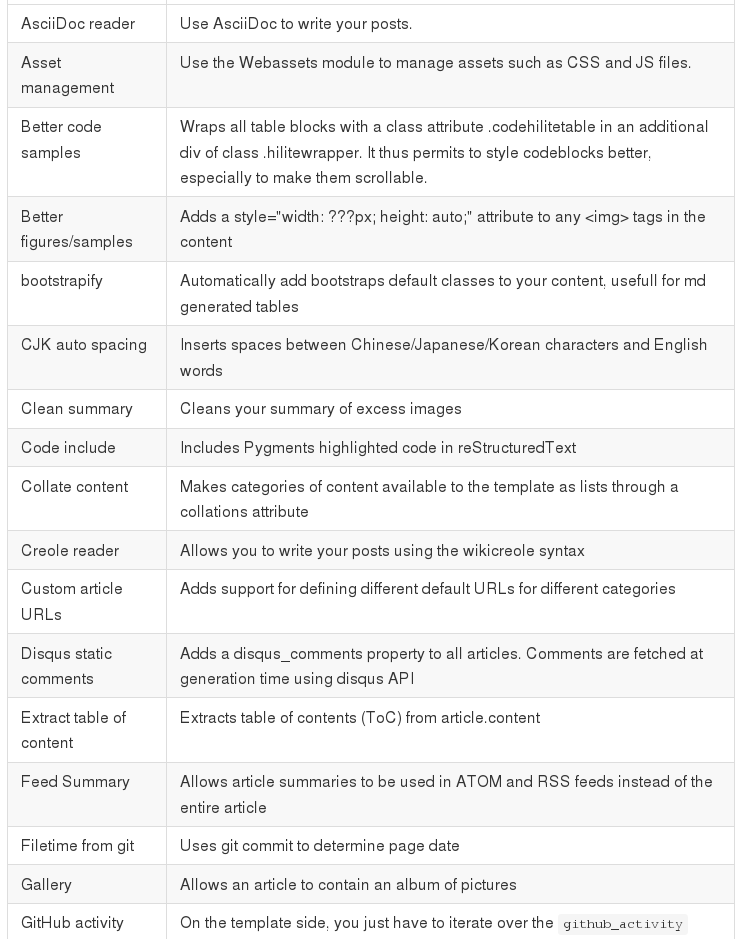 AsciiDoc reader
Use AsciiDoc to write your posts.
Asset
management
Use the Webassets module to manage assets such as CSS and JS files.
Better code
samples
Wraps all table blocks with a class attribute .codehilitetable in an additional
div of class .hilitewrapper. It thus permits to style codeblocks better,
especially to make them scrollable.
Better
figures/samples
Adds a style="width: ???px; height: auto;" attribute to any <img> tags in the
content
bootstrapify
Automatically add bootstraps default classes to your content, usefull for md
generated tables
CJK auto spacing
Inserts spaces between Chinese/Japanese/Korean characters and English
words
Clean summary
Cleans your summary of excess images
Code include
Includes Pygments highlighted code in reStructuredText
Collate content
Makes categories of content available to the template as lists through a
collations attribute
Creole reader
Allows you to write your posts using the wikicreole syntax
Custom article
URLs
Adds support for defining different default URLs for different categories
Disqus static
comments
Adds a disqus_comments property to all articles. Comments are fetched at
generation time using disqus API
Extract table of
content
Extracts table of contents (ToC) from article.content
Feed Summary
Allows article summaries to be used in ATOM and RSS feeds instead of the
entire article
Filetime from git
Uses git commit to determine page date
Gallery
Allows an article to contain an album of pictures
GitHub activity
On the template side, you just have to iterate over the github_activity